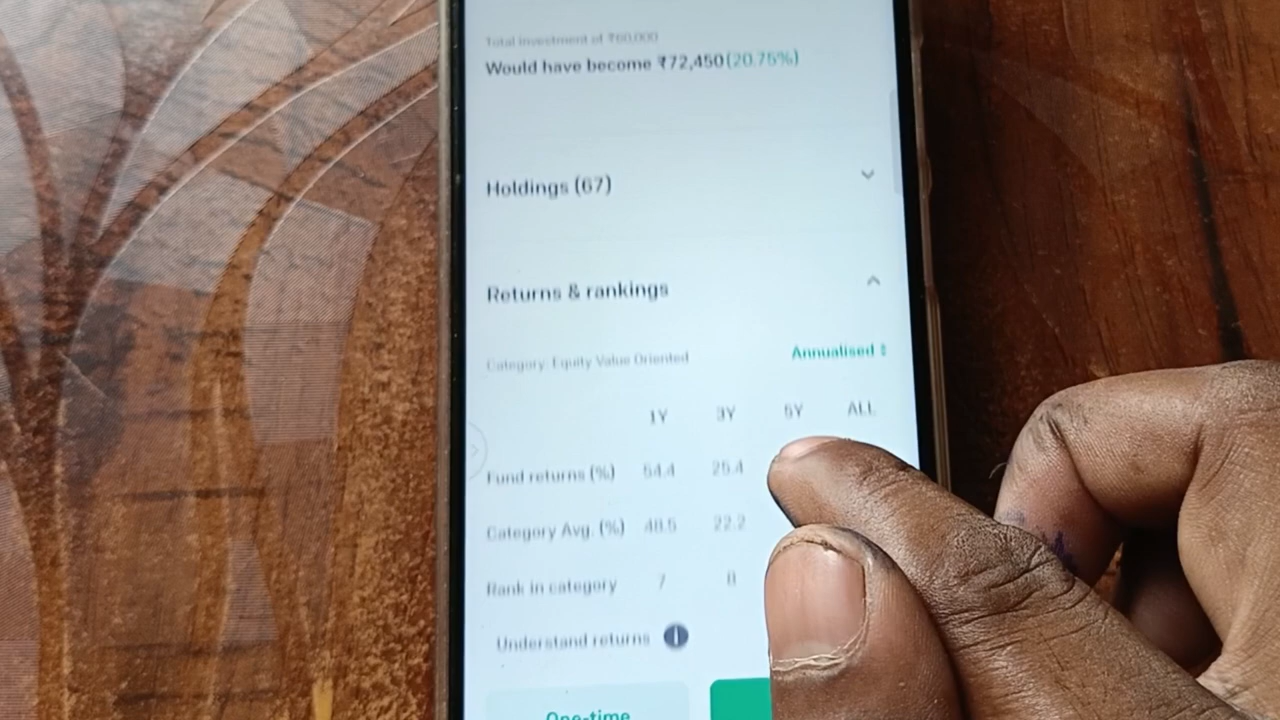 Total investment of ₹60,000
Would have become ₹72,450(20.75%)
Holdings (67)
Returns & rankings
Category: Equity Value Oriented
Annualised
1Y 3Y 5Y ALL
Fund returns (%) 54.4 25.4
Category Avg. (%) 48.5 22.2
Rank in category 7
Understand returns
One-time